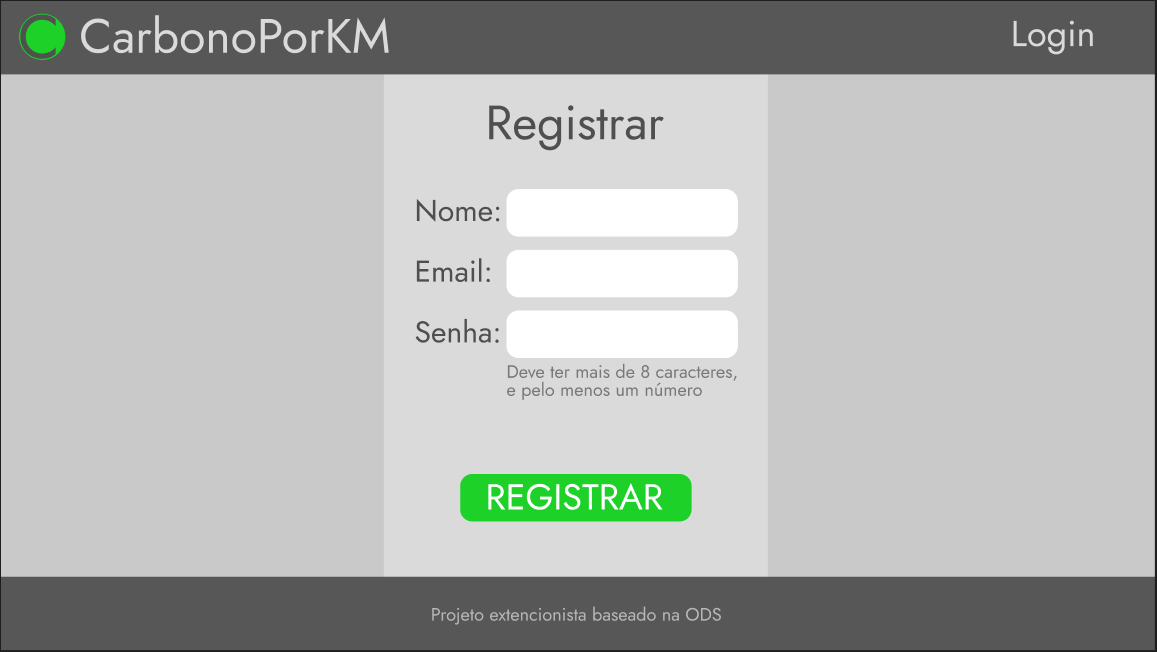 CarbonoPorKM
Login
Registrar
Nome:
Email:
Senha:
Deve ter mais de 8 caracteres,
e pelo menos um número
REGISTRAR
Projeto extencionista baseado na ODS